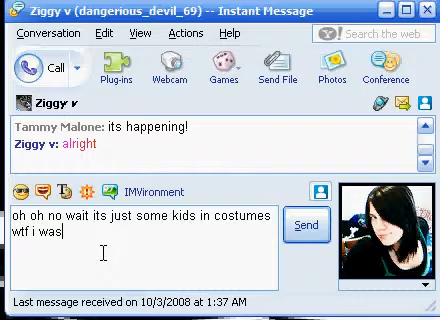 Ziggy v (dangerous_devil_69) -- Instant Message
Conversation Edit View Actions Help
Y! Search the web
Call Plug-ins Webcam Games Send File Photos Conference
Ziggy v
Tammy Malone: its happening!
Ziggy v: alright
IMVironment
oh oh no wait its just some kids in costumes
wtf i was
Send
Last message received on 10/3/2008 at 1:37 AM